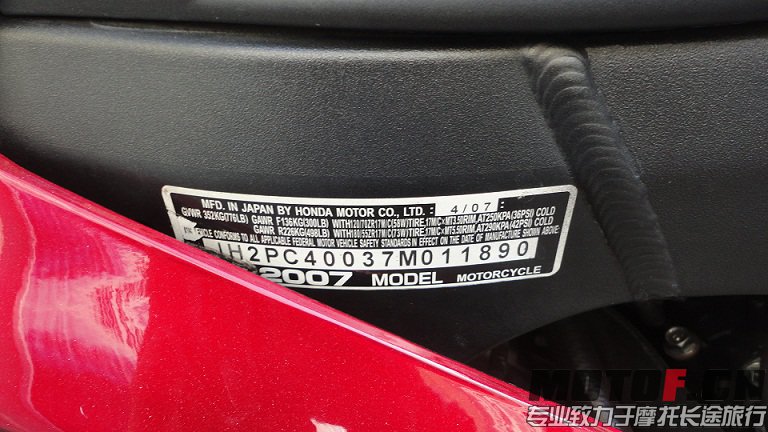 MFD. IN JAPAN BY HONDA MOTOR CO., LTD. : 4/07 :
GVWR 352KG(776LB) GAWR F136KG(300LB) WITH120/70ZR17M/C(58W)TIRE,17M/C×MT3.50RIM,AT250KPA(36PSI) COLD
GAWR R226KG(498LB) WITH180/55ZR17M/C(73W)TIRE,17M/C×MT5.50RIM,AT290KPA(42PSI) COLD
VEHICLE CONFORMS TO ALL APPLICABLE FEDERAL MOTOR VEHICLE SAFETY STANDARDS IN EFFECT ON THE DATE OF MANUFACTURE SHOWN ABOVE.
H2PC40037M011890
2007 MODEL MOTORCYCLE
MOTOF.CN
专业致力于摩托长途旅行